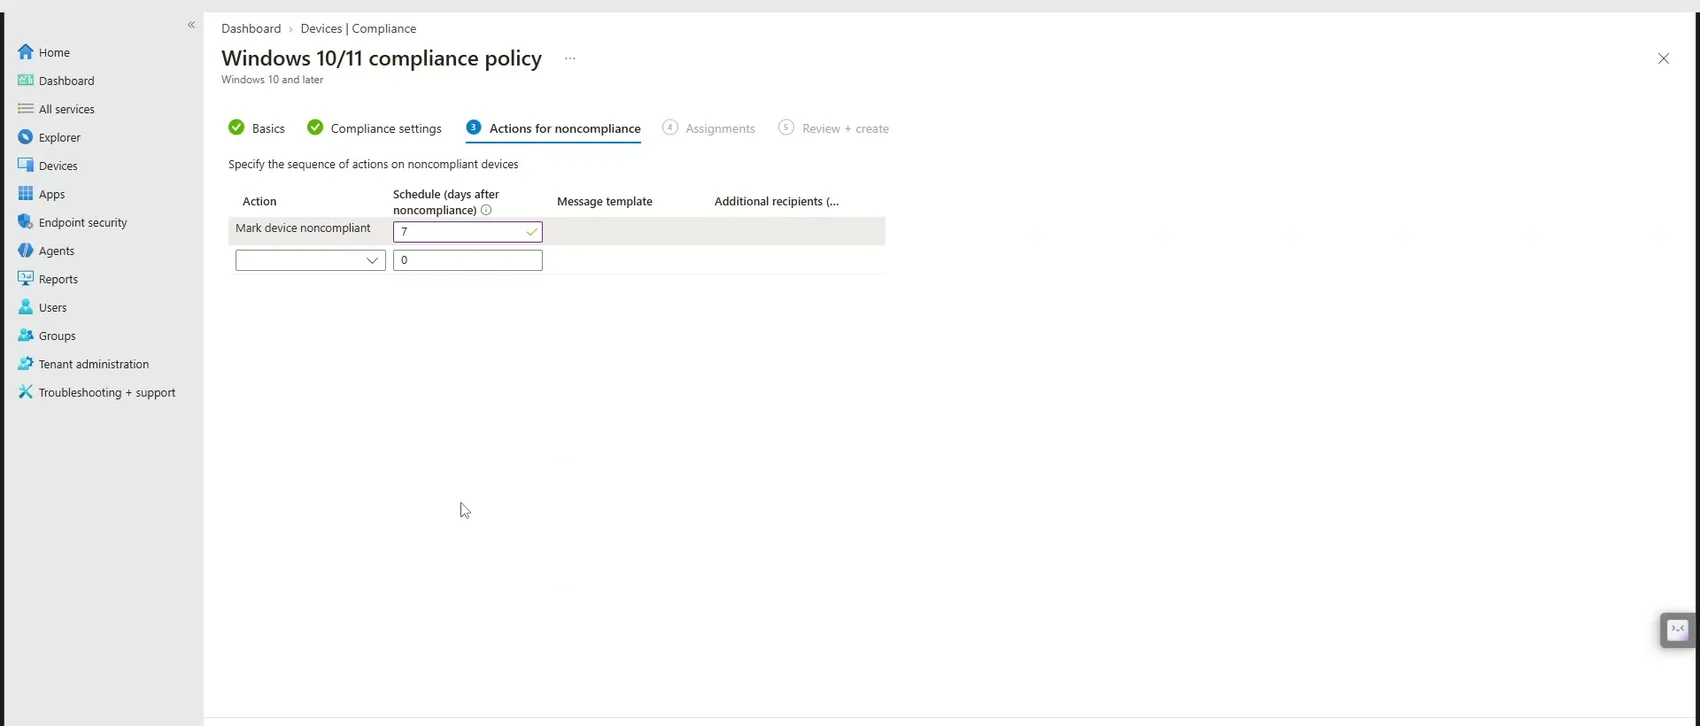 «
Home
Dashboard
All services
Explorer
Devices
Apps
Endpoint security
Agents
Reports
Users
Groups
Tenant administration
Troubleshooting + support
Dashboard › Devices | Compliance
Windows 10/11 compliance policy ...
Windows 10 and later
Basics Compliance settings 3 Actions for noncompliance 4 Assignments 5 Review + create
Specify the sequence of actions on noncompliant devices
Action Schedule (days after noncompliance) Message template Additional recipients (...
Mark device noncompliant 7
0